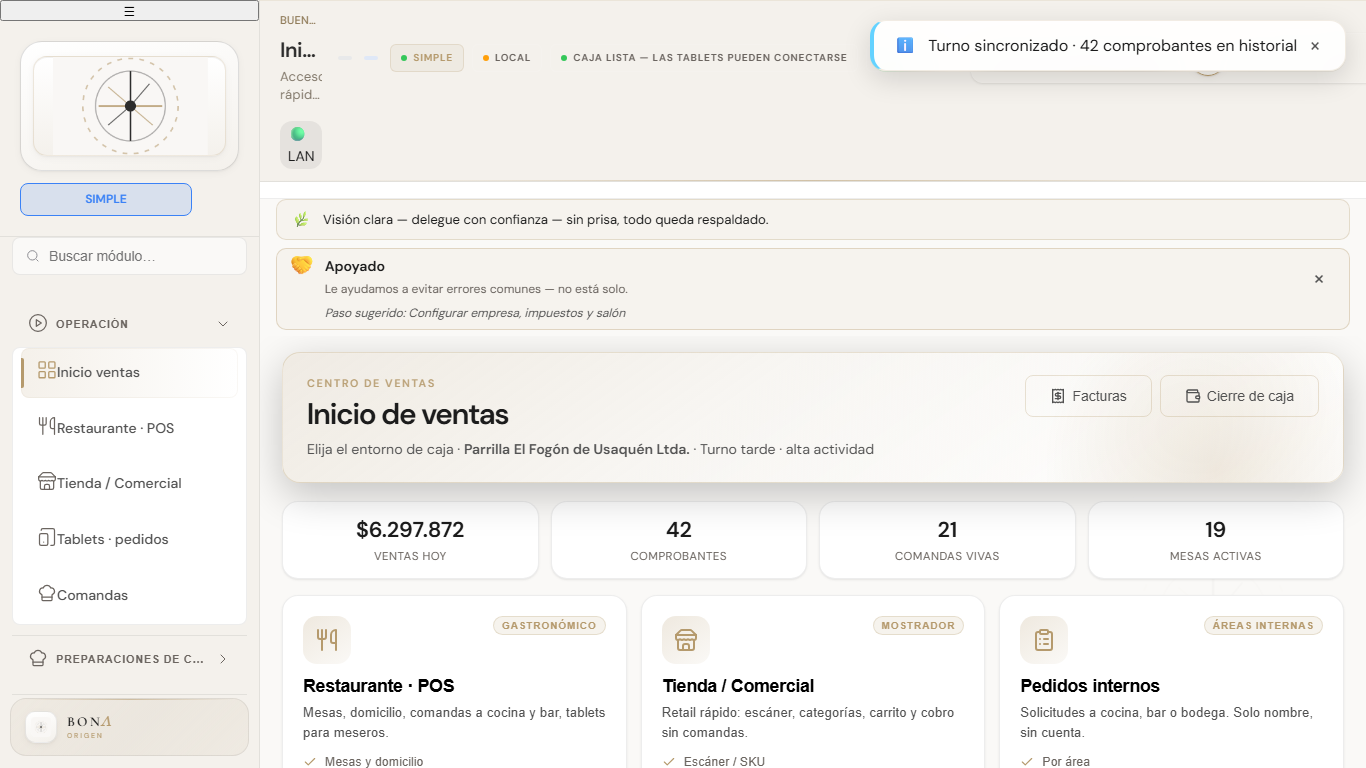 ☰
SIMPLE
Buscar módulo…
OPERACIÓN
Inicio ventas
Restaurante · POS
Tienda / Comercial
Tablets · pedidos
Comandas
PREPARACIONES DE C…
BONA
ORIGEN
BUEN…
Ini…
Acceso
rápid…
SIMPLE
LOCAL
CAJA LISTA — LAS TABLETS PUEDEN CONECTARSE
LAN
Turno sincronizado · 42 comprobantes en historial ×
Visión clara — delegue con confianza — sin prisa, todo queda respaldado.
Apoyado
Le ayudamos a evitar errores comunes — no está solo.
Paso sugerido: Configurar empresa, impuestos y salón
×
CENTRO DE VENTAS
Inicio de ventas
Elija el entorno de caja · Parrilla El Fogón de Usaquén Ltda. · Turno tarde · alta actividad
Facturas
Cierre de caja
$6.297.872
VENTAS HOY
42
COMPROBANTES
21
COMANDAS VIVAS
19
MESAS ACTIVAS
GASTRONÓMICO
Restaurante · POS
Mesas, domicilio, comandas a cocina y bar, tablets
para meseros.
Mesas y domicilio
MOSTRADOR
Tienda / Comercial
Retail rápido: escáner, categorías, carrito y cobro
sin comandas.
Escáner / SKU
ÁREAS INTERNAS
Pedidos internos
Solicitudes a cocina, bar o bodega. Solo nombre,
sin cuenta.
Por área